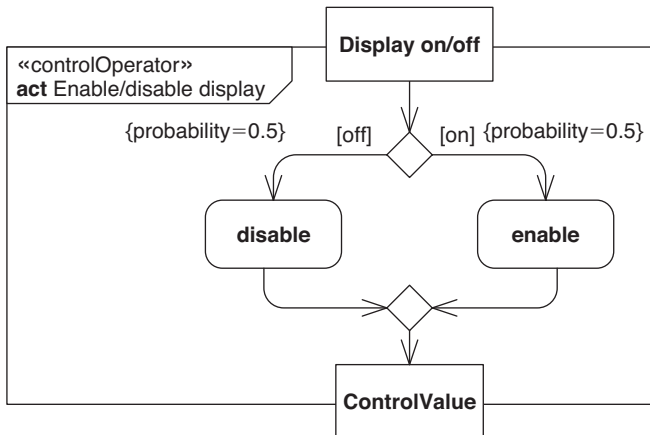 Display on/off
«controlOperator»
act Enable/disable display
{probability=0.5}
[off]
[on]
{probability=0.5}
disable
enable
ControlValue